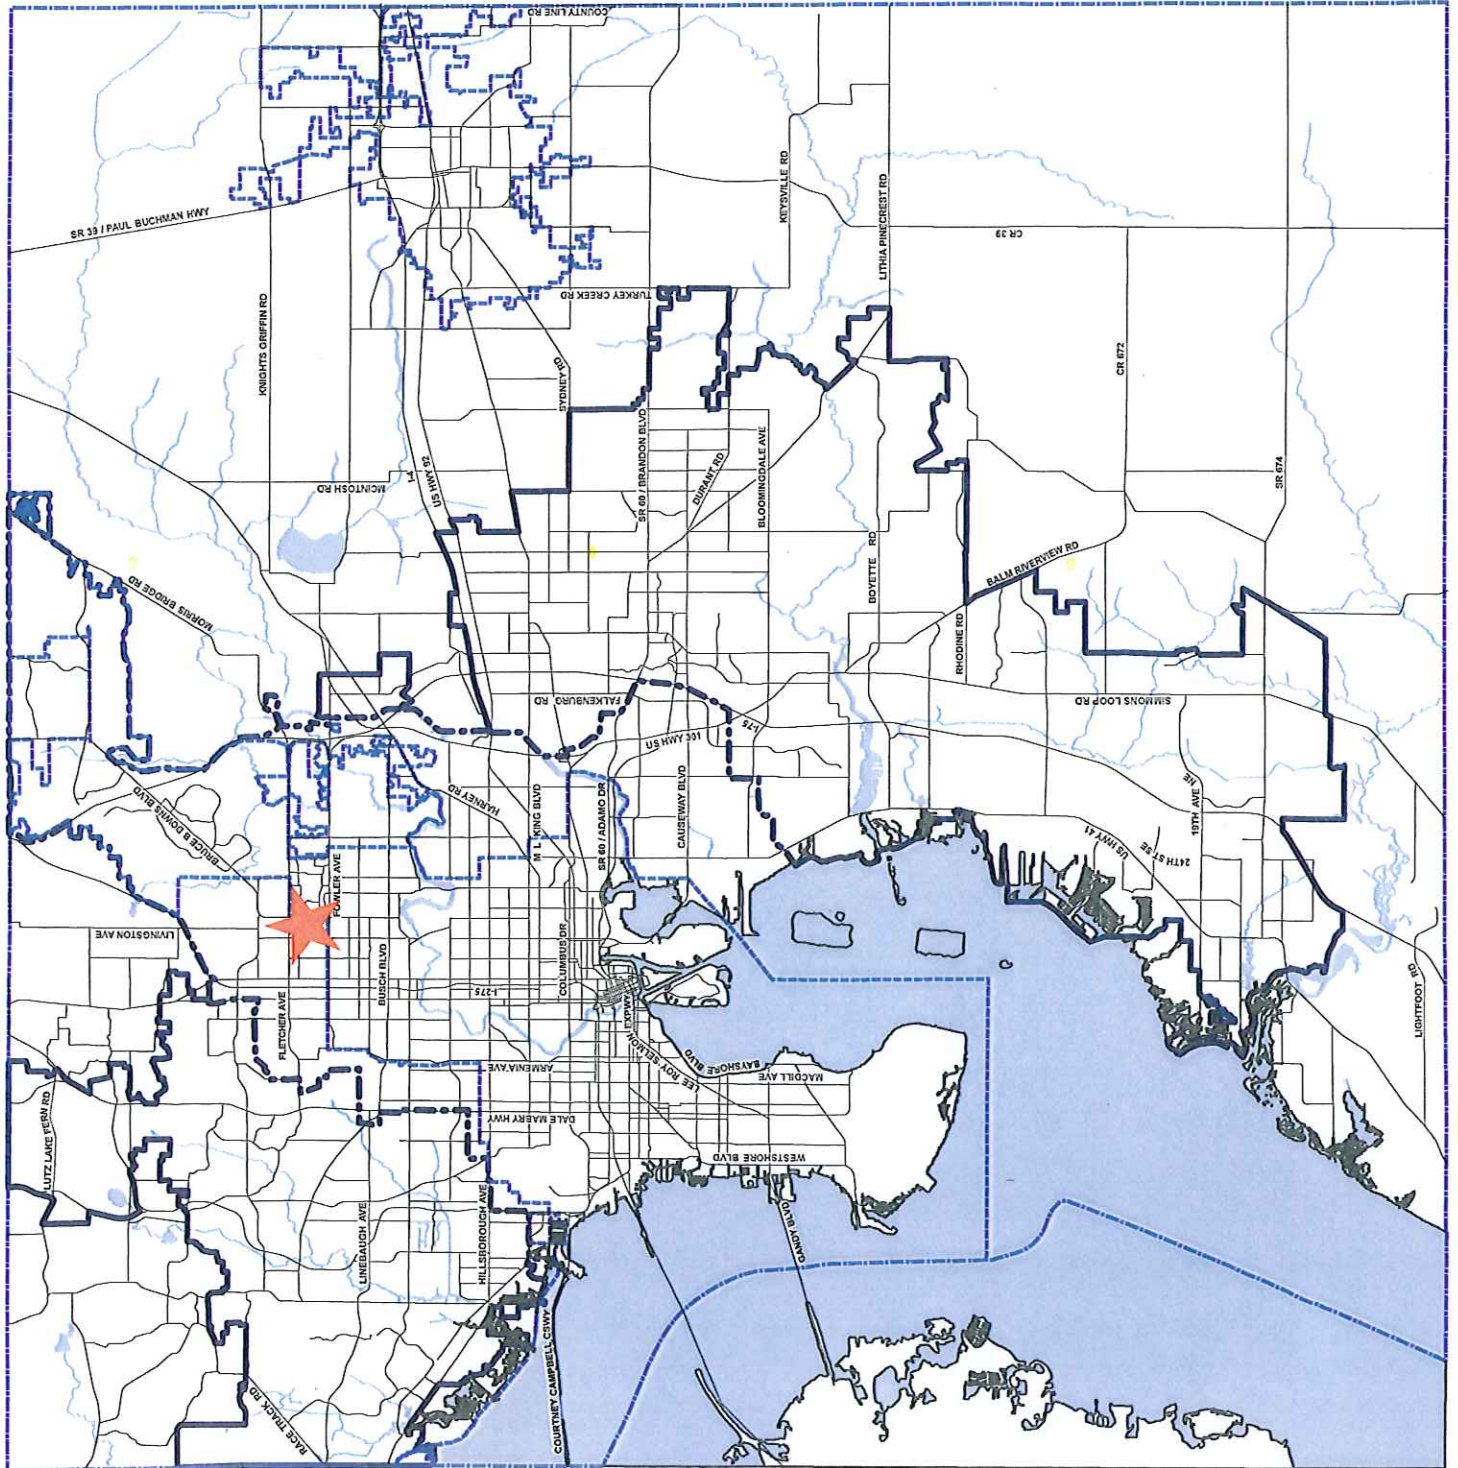 COUNTY LINE RD
SR 39 / PAUL BUCHMAN HWY
KEYSVILLE RD
LITHIA PINECREST RD
CR 39
KNIGHTS GRIFFIN RD
TURKEY CREEK RD
SYDNEY RD
CR 672
SR 60 / BRANDON BLVD
DURANT RD
BLOOMINGDALE AVE
MCINTOSH RD
I-4
US HWY 92
SR 674
BOYETTE RD
BALM RIVERVIEW RD
MORRIS BRIDGE RD
RHODINE RD
FALKENBURG RD
SIMMONS LOOP RD
I-75
US HWY 301
BRUCE B DOWNS BLVD
HARNEY RD
M L KING BLVD
SR 60 / ADAMO DR
CAUSEWAY BLVD
19TH AVE NE
US HWY 41
24TH ST SE
FOWLER AVE
LIVINGSTON AVE
BUSCH BLVD
COLUMBUS DR
I-275
FLETCHER AVE
LIGHTFOOT RD
LEE ROY SELMON EXPWY
BAYSHORE BLVD
ARMENIA AVE
MACDILL AVE
LUTZ LAKE FERN RD
DALE MABRY HWY
WESTSHORE BLVD
LINEBAUGH AVE
HILLSBOROUGH AVE
GANDY BLVD
COURTNEY CAMPBELL CSWY
RACE TRACK RD